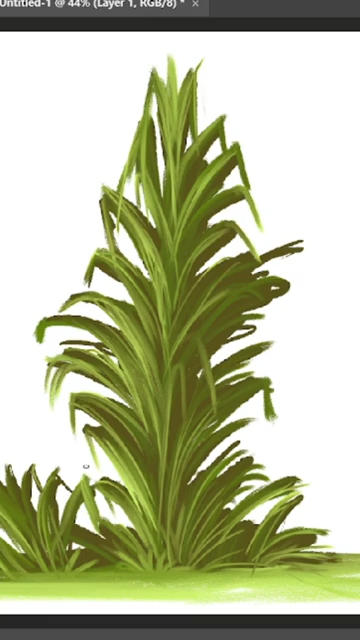 Untitled-1 @ 44% (Layer 1, RGB/8) * ×